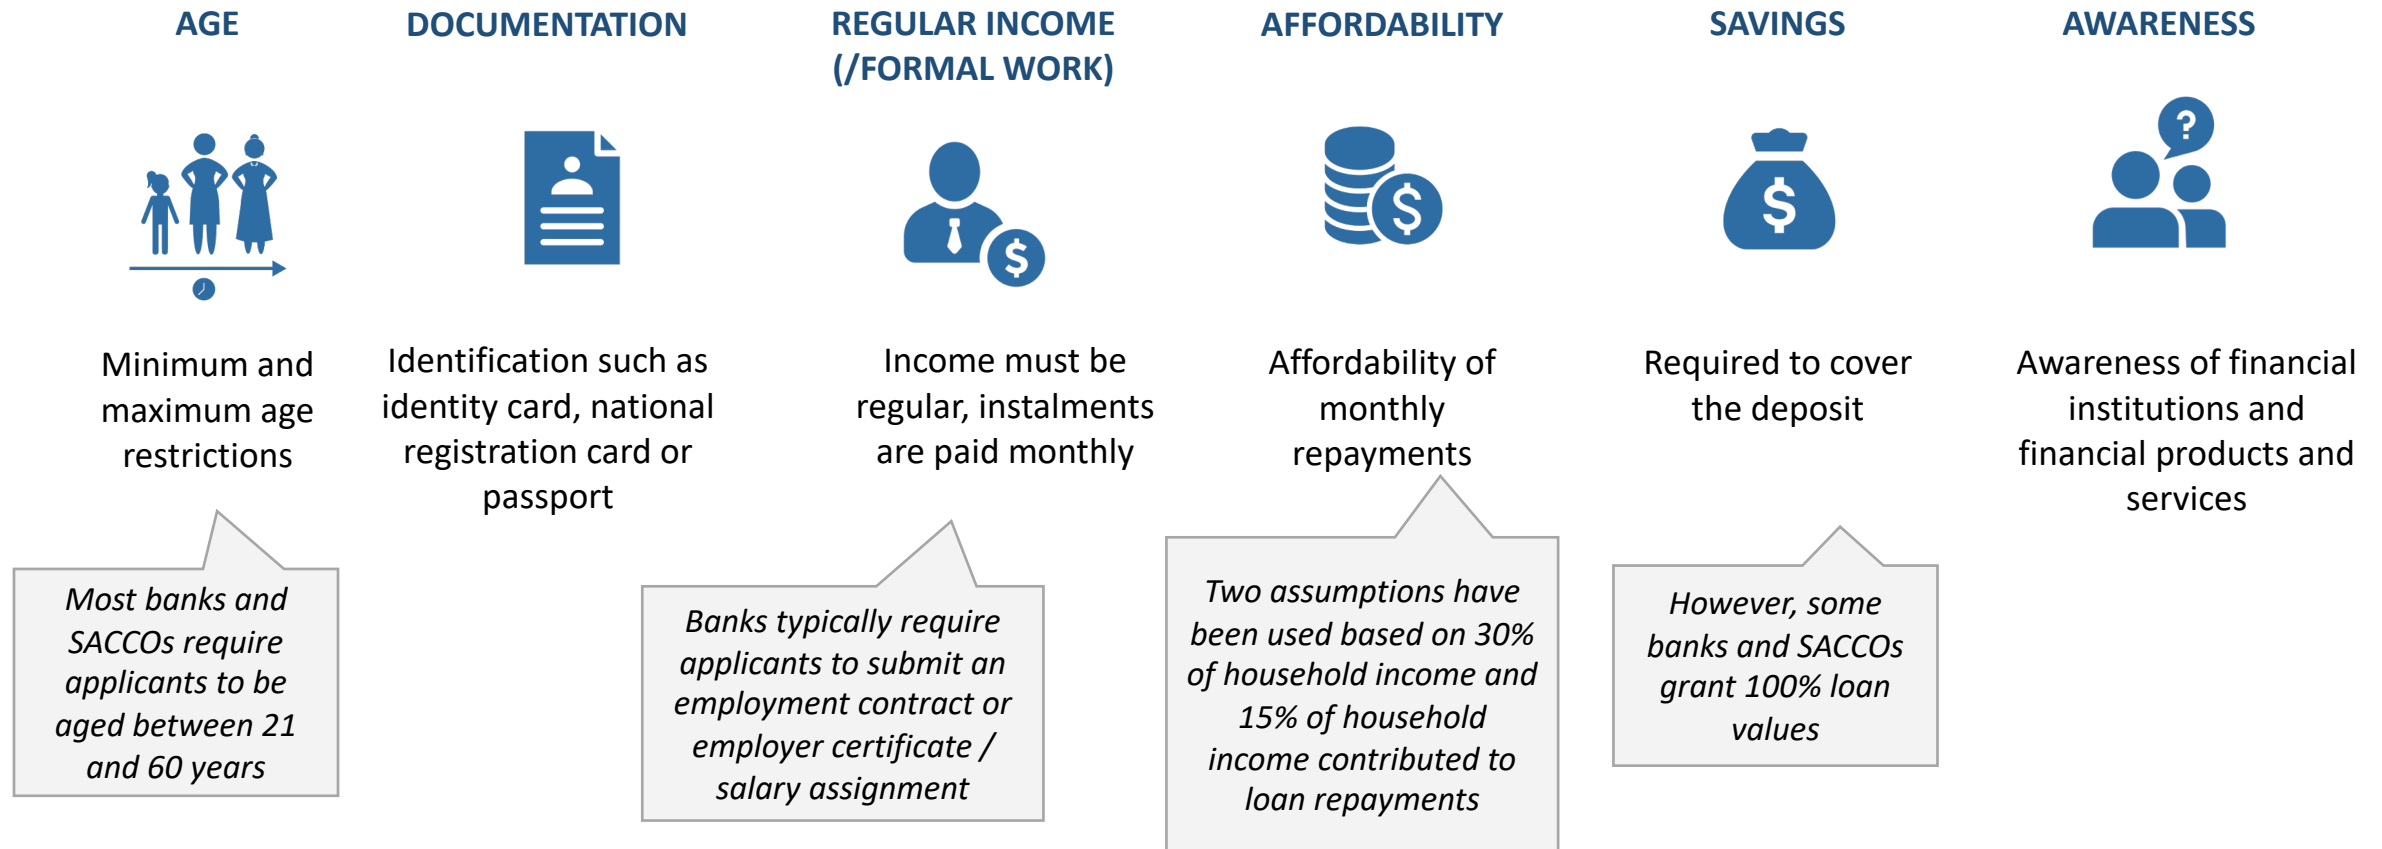 AGE
DOCUMENTATION
REGULAR INCOME
(/FORMAL WORK)
AFFORDABILITY
SAVINGS
AWARENESS
$
$
$
?
Minimum and
maximum age
restrictions
Identification such as
identity card, national
registration card or
passport
Income must be
regular, instalments
are paid monthly
Affordability of
monthly
repayments
Required to cover
the deposit
Awareness of financial
institutions and
financial products and
services
Most banks and
SACCOs require
applicants to be
aged between 21
and 60 years
Banks typically require
applicants to submit an
employment contract or
employer certificate /
salary assignment
Two assumptions have
been used based on 30%
of household income and
15% of household
income contributed to
loan repayments
However, some
banks and SACCOs
grant 100% loan
values